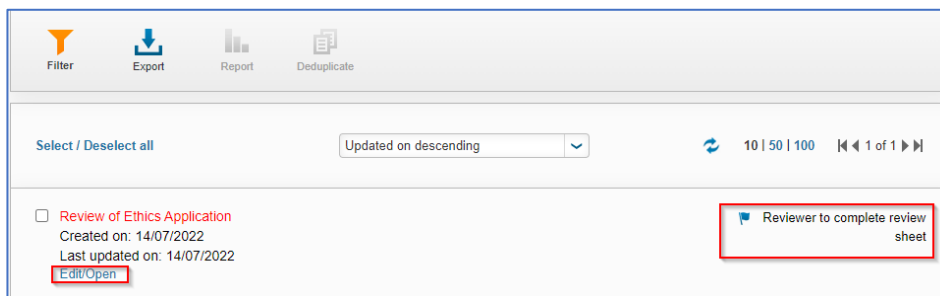 Filter Export Report Deduplicate
Select / Deselect all Updated on descending 10 | 50 | 100 1 of 1
Review of Ethics Application Reviewer to complete review
Created on: 14/07/2022 sheet
Last updated on: 14/07/2022
Edit/Open